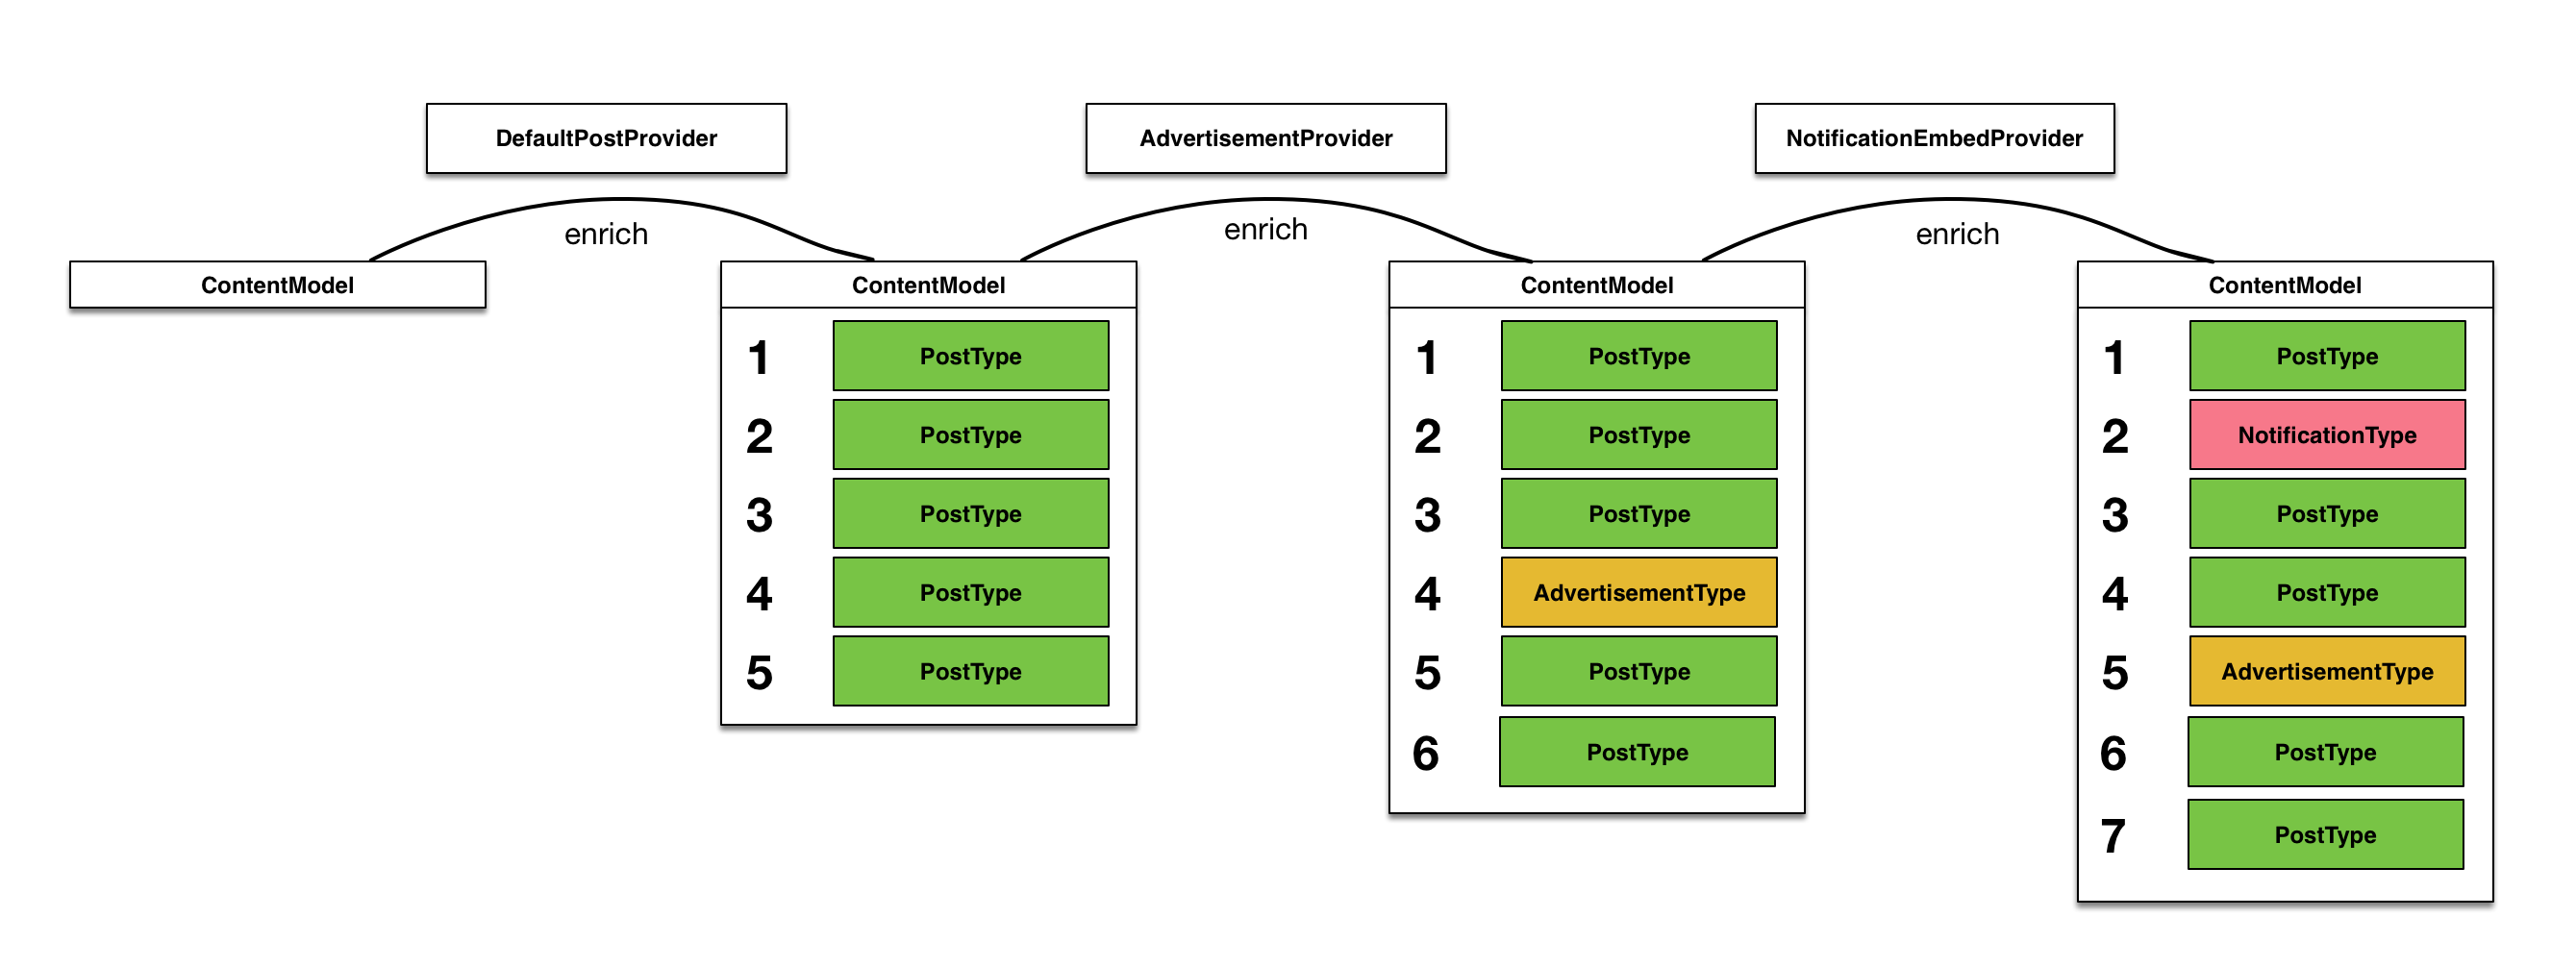 DefaultPostProvider
AdvertisementProvider
NotificationEmbedProvider
enrich
enrich
enrich
ContentModel
ContentModel
1 PostType
2 PostType
3 PostType
4 PostType
5 PostType
ContentModel
1 PostType
2 PostType
3 PostType
4 AdvertisementType
5 PostType
6 PostType
ContentModel
1 PostType
2 NotificationType
3 PostType
4 PostType
5 AdvertisementType
6 PostType
7 PostType